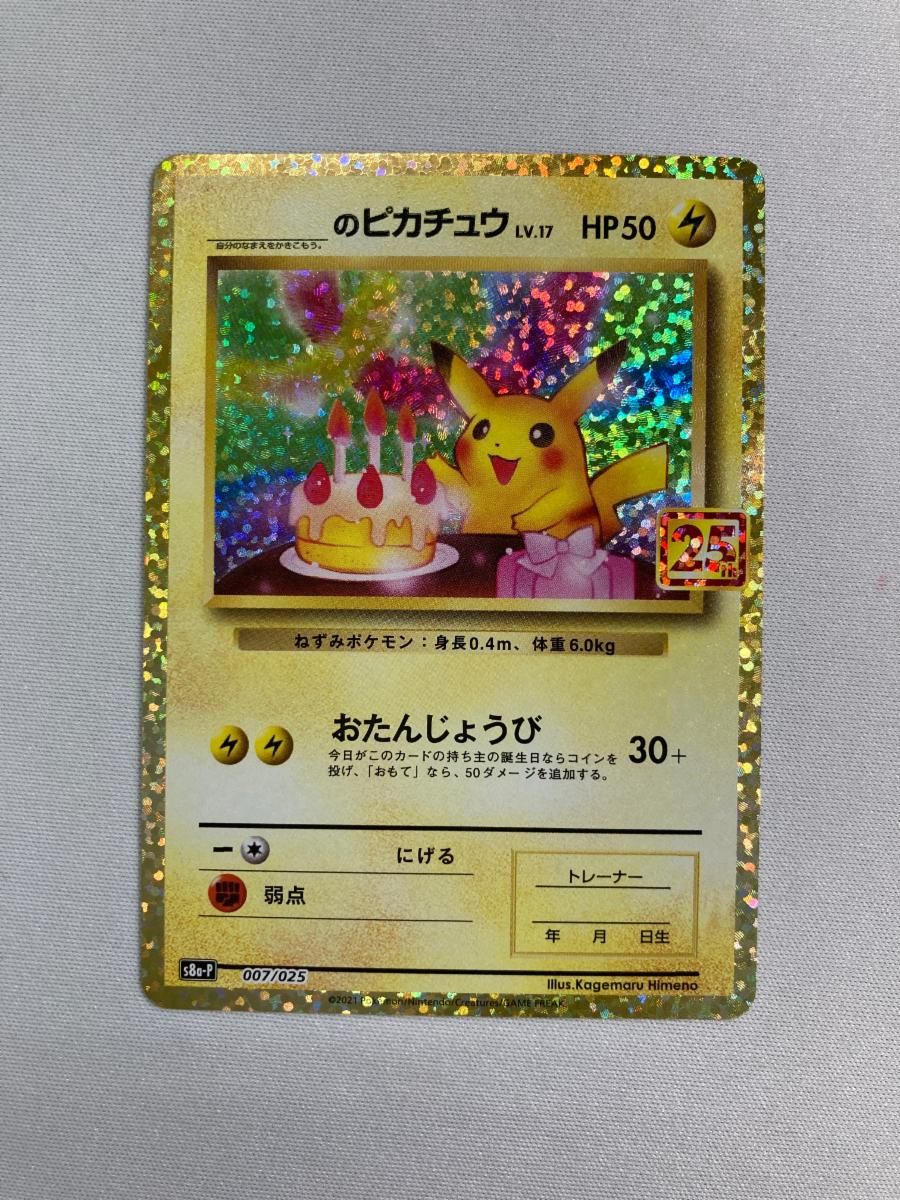 のピカチュウ LV.17 HP50
自分のなまえをかきこもう。
25
ねずみポケモン：身長0.4m、体重6.0kg
おたんじょうび 30+
今日がこのカードの持ち主の誕生日ならコインを
投げ、「おもて」なら、50ダメージを追加する。
にげる
弱点
トレーナー
年 月 日生
s8a-P 007/025
Illus.Kagemaru Himeno
©2021 Pokémon/Nintendo/Creatures/GAME FREAK.